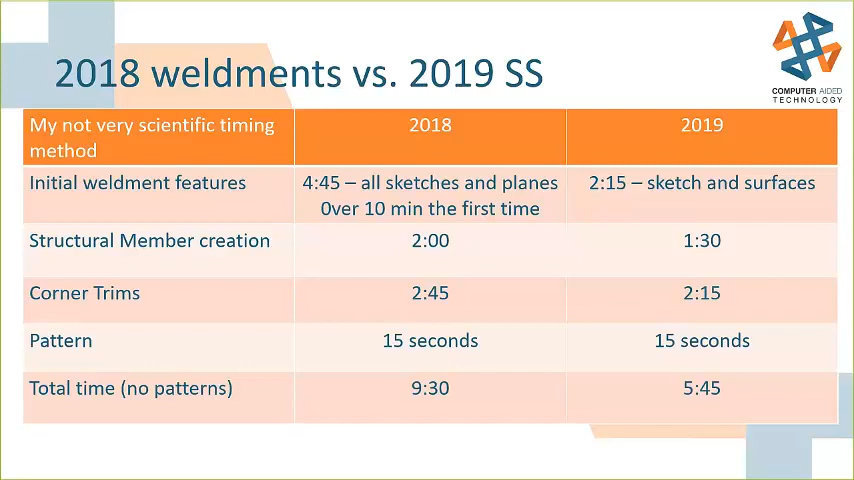 2018 weldments vs. 2019 SS
COMPUTER AIDED
TECHNOLOGY
My not very scientific timing
method
2018
2019
Initial weldment features
4:45 – all sketches and planes
0ver 10 min the first time
2:15 – sketch and surfaces
Structural Member creation
2:00
1:30
Corner Trims
2:45
2:15
Pattern
15 seconds
15 seconds
Total time (no patterns)
9:30
5:45